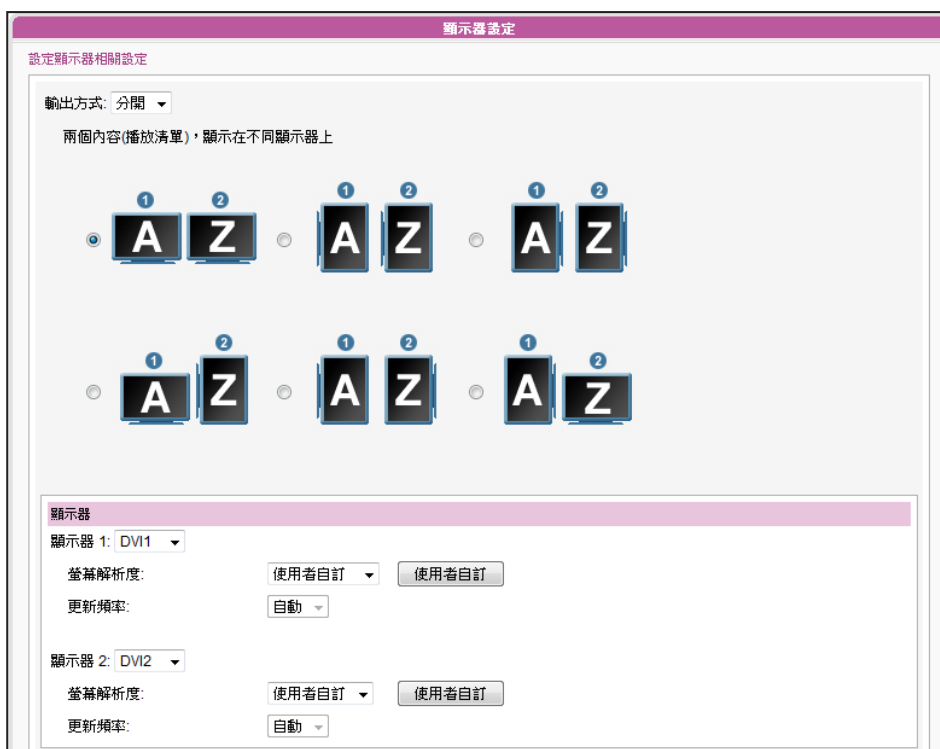 顯示器設定
設定顯示器相關設定
輸出方式: 分開
兩個內容(播放清單)，顯示在不同顯示器上
1 2 1 2 1 2
A Z A Z A Z
1 2 1 2 1 2
A Z A Z A Z
顯示器
顯示器 1: DVI1
螢幕解析度: 使用者自訂 使用者自訂
更新頻率: 自動
顯示器 2: DVI2
螢幕解析度: 使用者自訂 使用者自訂
更新頻率: 自動